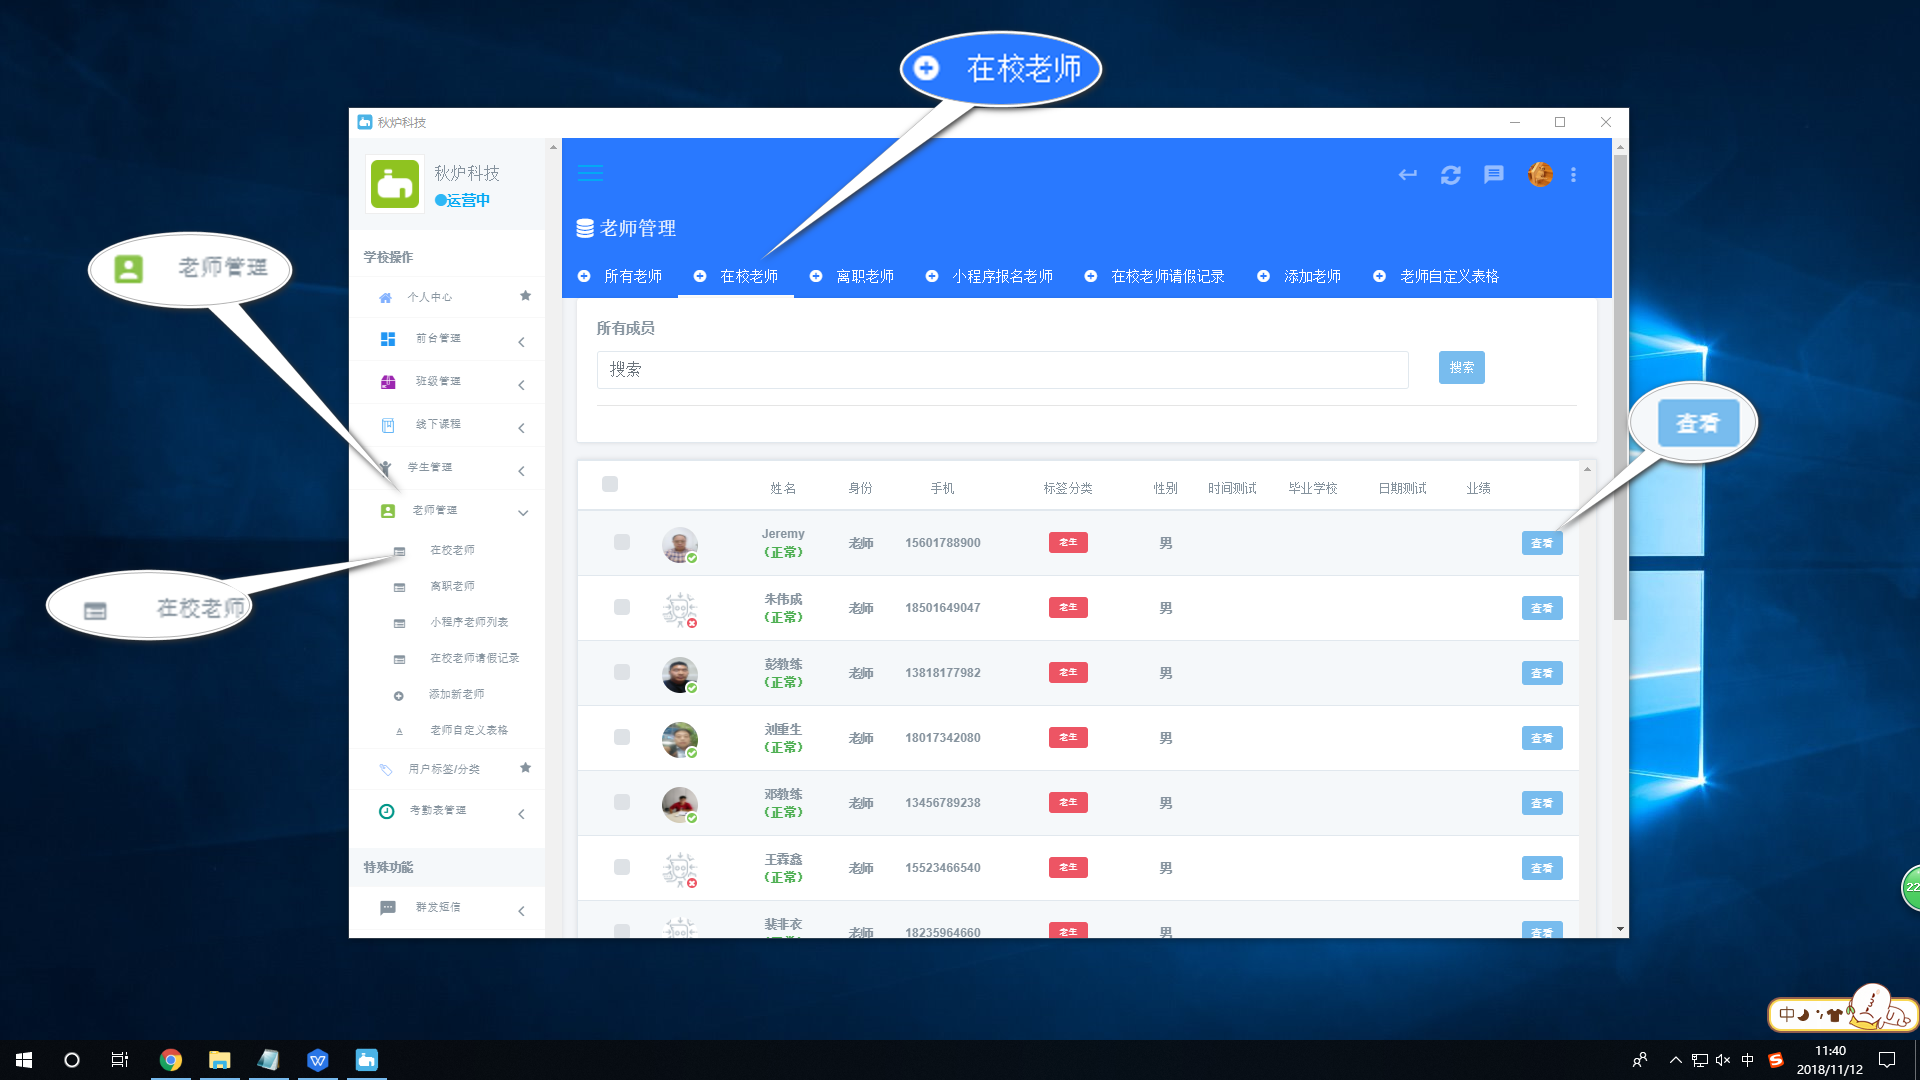 在校老师
秋炉科技
秋炉科技
运营中
老师管理
老师管理
学校操作
所有老师 在校老师 离职老师 小程序报名老师 在校老师请假记录 添加老师 老师自定义表格
个人中心
所有成员
前台管理
搜索 搜索
班级管理
查看
线下课程
学生管理
姓名 身份 手机 标签分类 性别 时间测试 毕业学校 日期测试 业绩
老师管理
Jeremy
(正常) 老师 15601788900 老生 男 查看
在校老师
离职老师
在校老师
朱伟成
(正常) 老师 18501649047 老生 男 查看
小程序老师列表
在校老师请假记录
彭教练
(正常) 老师 13818177982 老生 男 查看
添加新老师
老师自定义表格
刘重生
(正常) 老师 18017342080 老生 男 查看
用户标签/分类
邓教练
(正常) 老师 13456789238 老生 男 查看
考勤表管理
王霖鑫
(正常) 老师 15523466540 老生 男 查看
特殊功能
群发短信
裴非衣
老师 18235964660 老生 男 查看
22
中
中
11:40
2018/11/12